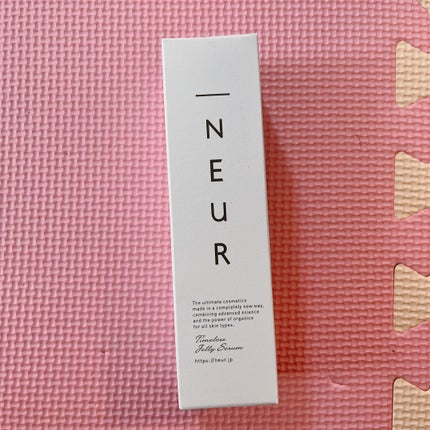 NEUR
The ultimate cosmetics
made in a completely new way,
combining advanced science
and the power of organics
for all skin types.
Timeless
Jelly Serum
https://neur.jp